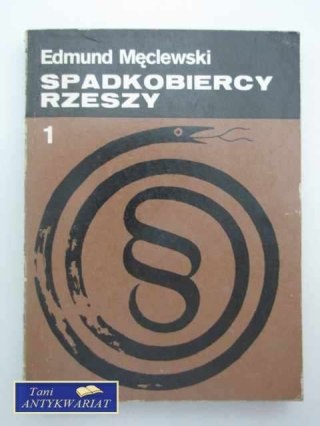 Edmund Męclewski
SPADKOBIERCY
RZESZY
1
§
Tani
ANTYKWARIAT